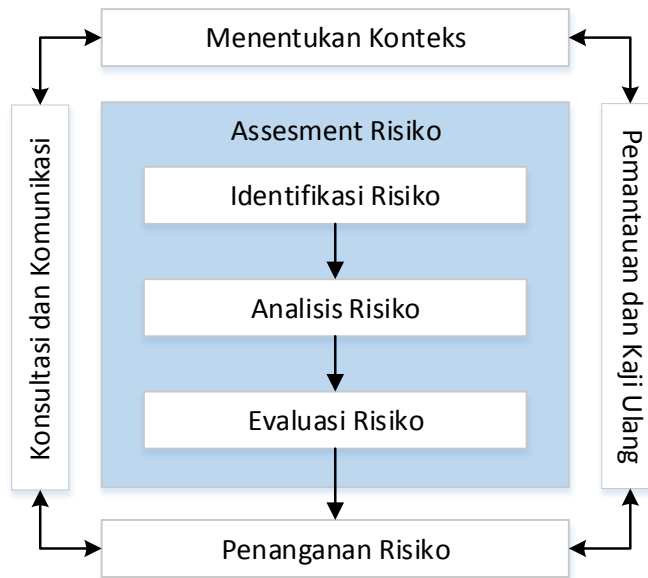 Menentukan Konteks
Konsultasi dan Komunikasi
Assesment Risiko
Identifikasi Risiko
Analisis Risiko
Evaluasi Risiko
Pemantauan dan Kaji Ulang
Penanganan Risiko